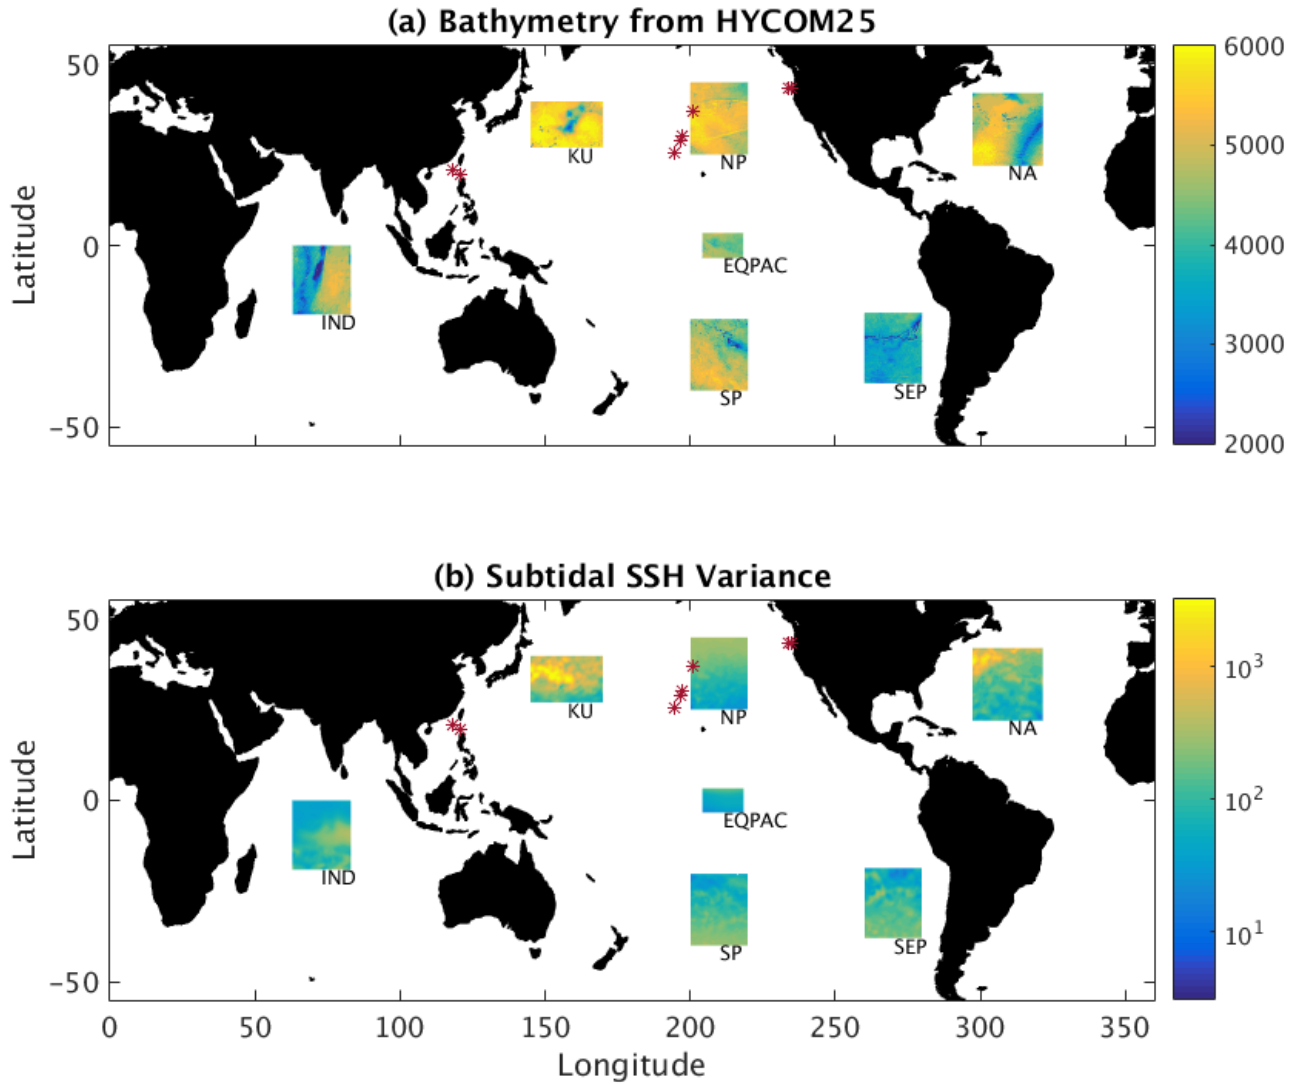 (a) Bathymetry from HYCOM25
50
0
−50
Latitude
KU
NP
NA
EQPAC
IND
SP
SEP
6000
5000
4000
3000
2000
(b) Subtidal SSH Variance
50
0
−50
Latitude
KU
NP
NA
EQPAC
IND
SP
SEP
10³
10²
10¹
0 50 100 150 200 250 300 350
Longitude